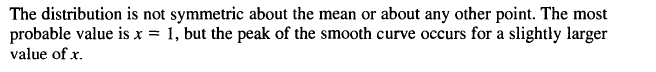 The distribution is not symmetric about the mean or about any other point. The most
probable value is x = 1, but the peak of the smooth curve occurs for a slightly larger
value of x.